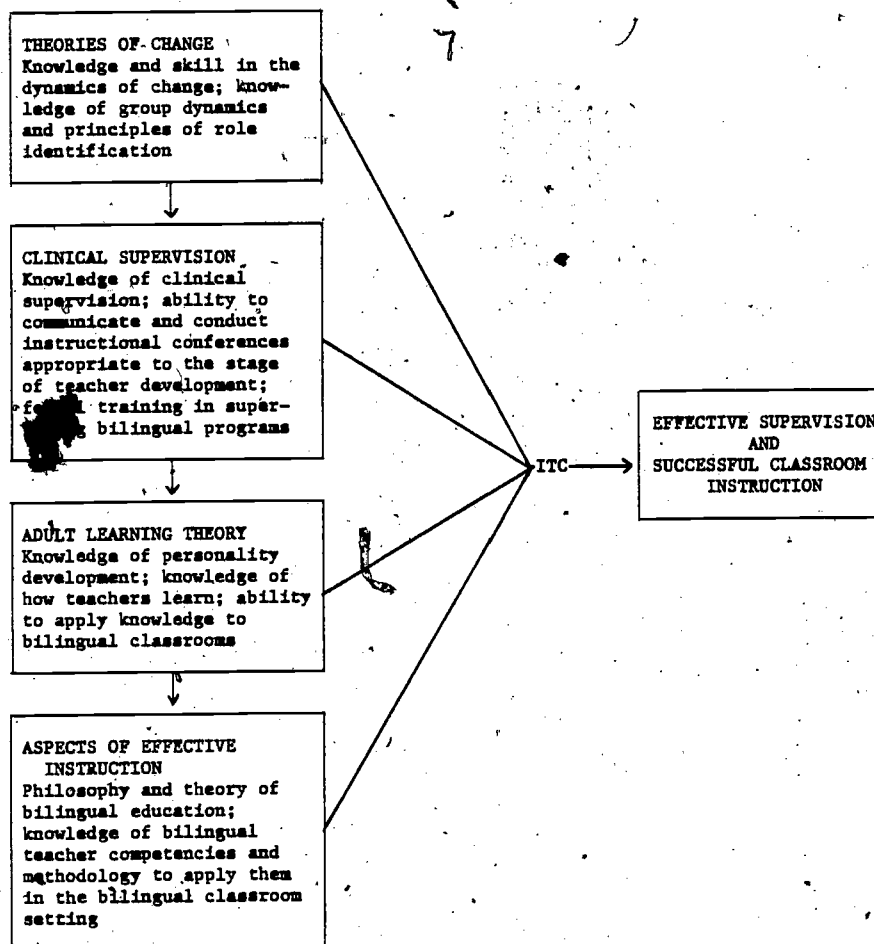 THEORIES OF CHANGE
Knowledge and skill in the
dynamics of change; know-
ledge of group dynamics
and principles of role
identification
CLINICAL SUPERVISION
Knowledge of clinical
supervision; ability to
communicate and conduct
instructional conferences
appropriate to the stage
of teacher development;
training in super-
bilingual programs
ADULT LEARNING THEORY
Knowledge of personality
development; knowledge of
how teachers learn; ability
to apply knowledge to
bilingual classrooms
ASPECTS OF EFFECTIVE
INSTRUCTION
Philosophy and theory of
bilingual education;
knowledge of bilingual
teacher competencies and
methodology to apply them
in the bilingual classroom
setting
ITC
EFFECTIVE SUPERVISION
AND
SUCCESSFUL CLASSROOM
INSTRUCTION